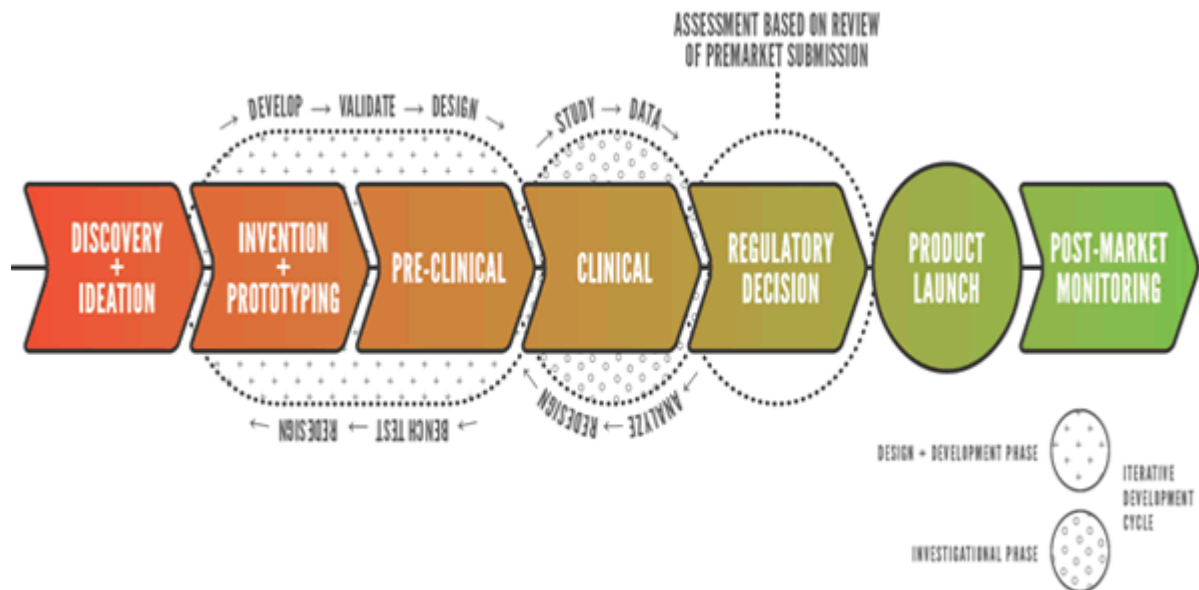 ASSESSMENT BASED ON REVIEW
OF PREMARKET SUBMISSION
→ DEVELOP → VALIDATE → DESIGN →
→ STUDY → DATA →
DISCOVERY
+
IDEATION
INVENTION
+
PROTOTYPING
PRE-CLINICAL
CLINICAL
REGULATORY
DECISION
PRODUCT
LAUNCH
POST-MARKET
MONITORING
← BENCH TEST ← REDESIGN ←
← ANALYZE ← REDESIGN ←
DESIGN + DEVELOPMENT PHASE
INVESTIGATIONAL PHASE
ITERATIVE
DEVELOPMENT
CYCLE